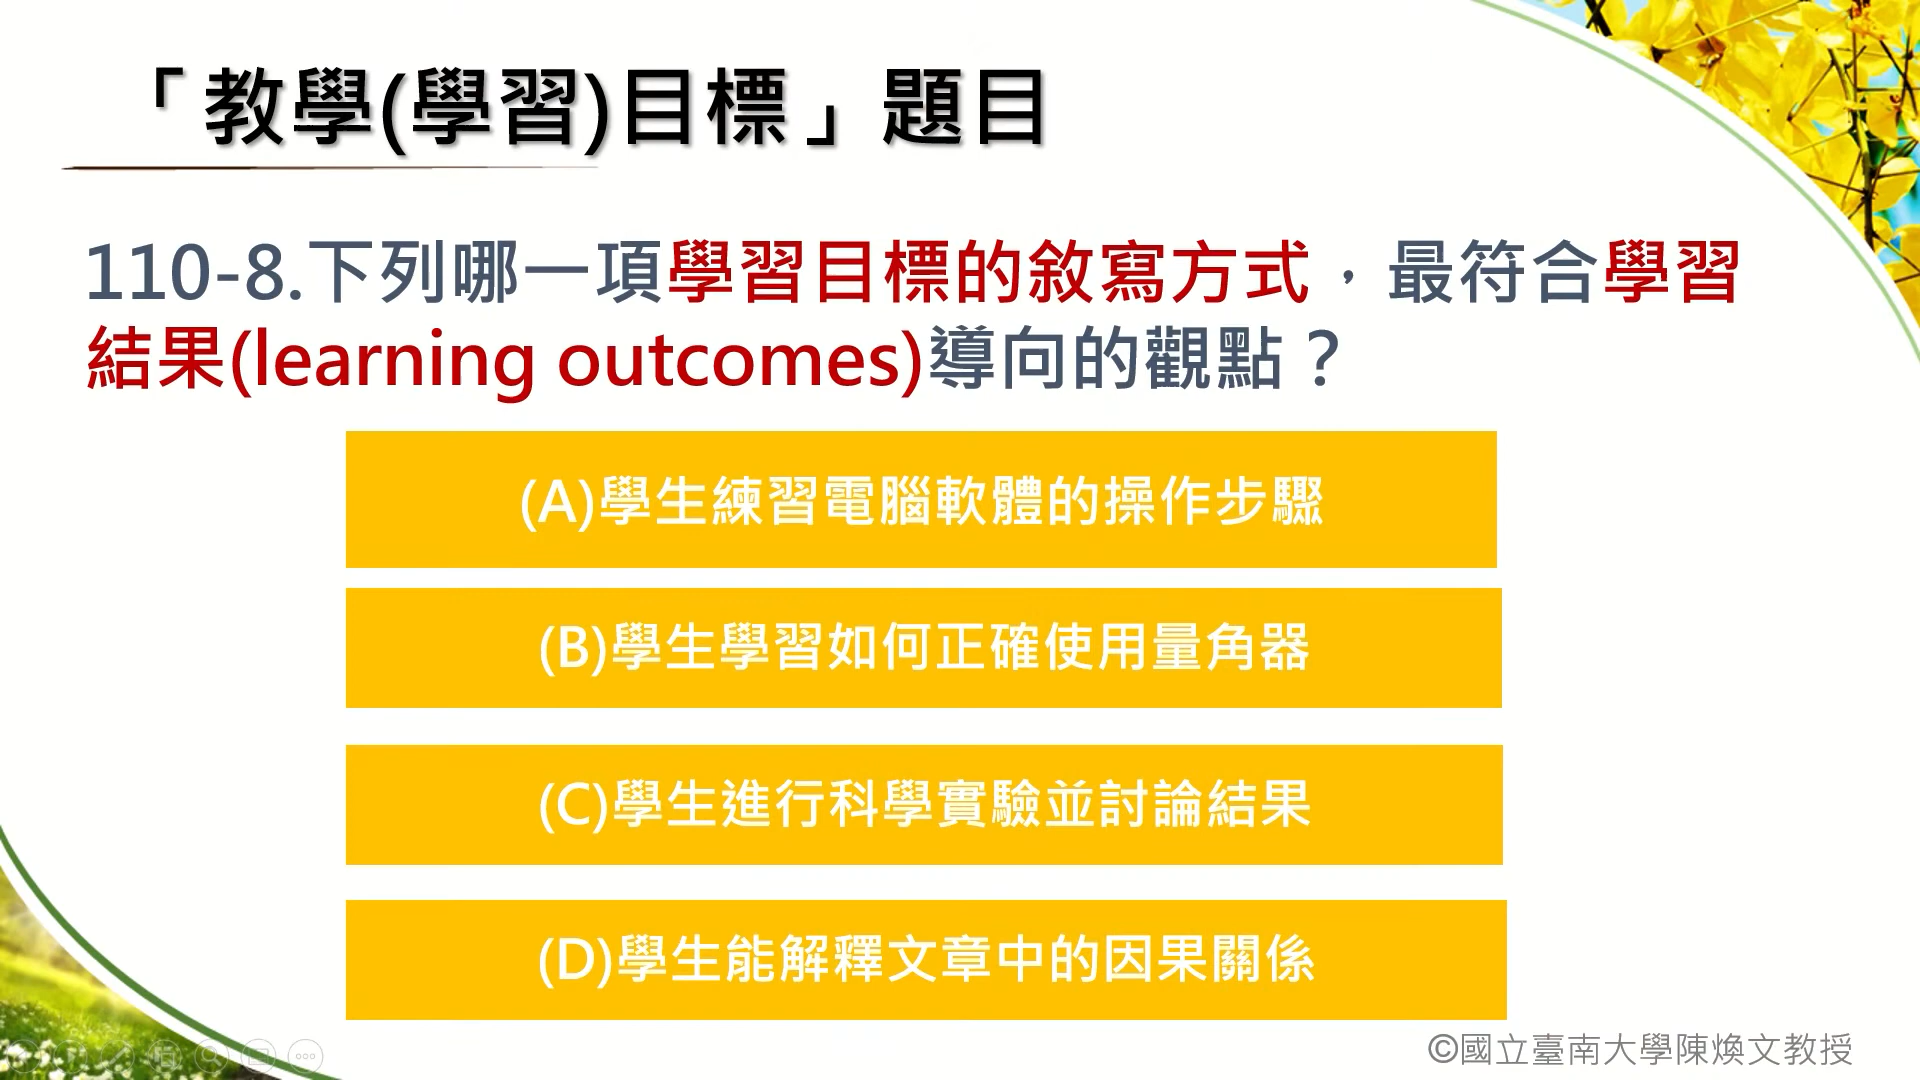 「教學(學習)目標」題目
110-8.下列哪一項學習目標的敘寫方式，最符合學習
結果(learning outcomes)導向的觀點？
(A)學生練習電腦軟體的操作步驟
(B)學生學習如何正確使用量角器
(C)學生進行科學實驗並討論結果
(D)學生能解釋文章中的因果關係
©國立臺南大學陳煥文教授